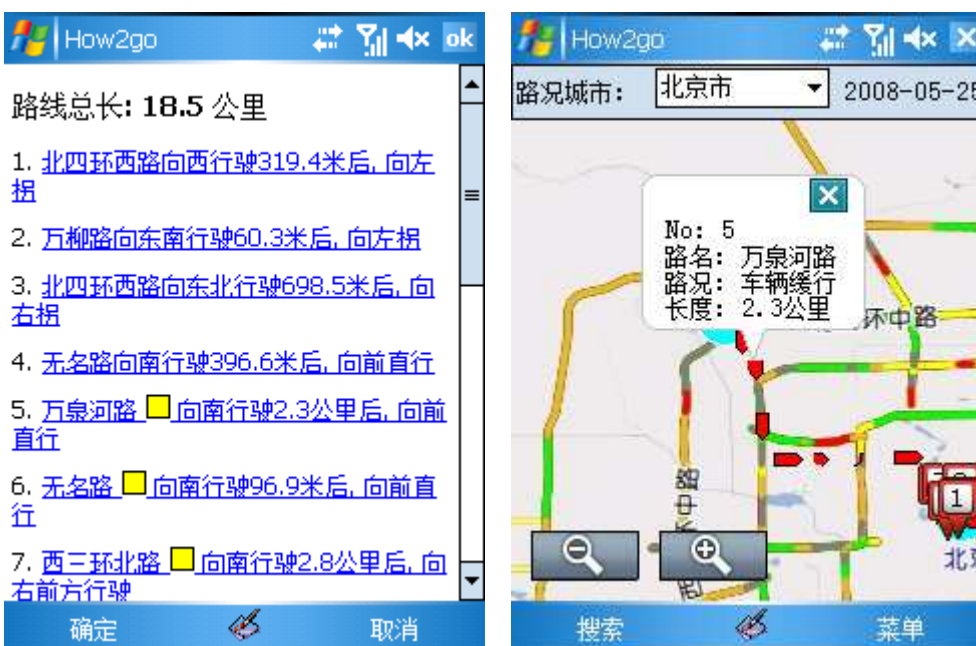 How2go
ok
路线总长: 18.5 公里
1. 北四环西路向西行驶319.4米后, 向左
拐
2. 万柳路向东南行驶60.3米后, 向左拐
3. 北四环西路向东北行驶698.5米后, 向
右拐
4. 无名路向南行驶396.6米后, 向前直行
5. 万泉河路 向南行驶2.3公里后, 向前
直行
6. 无名路 向南行驶96.9米后, 向前直
行
7. 西三环北路 向南行驶2.8公里后, 向
右前方行驶
确定
取消
How2go
路况城市: 北京市 2008-05-25
No: 5
路名: 万泉河路
路况: 车辆缓行
长度: 2.3公里
环中路
中路
西
1
北
搜索
菜单